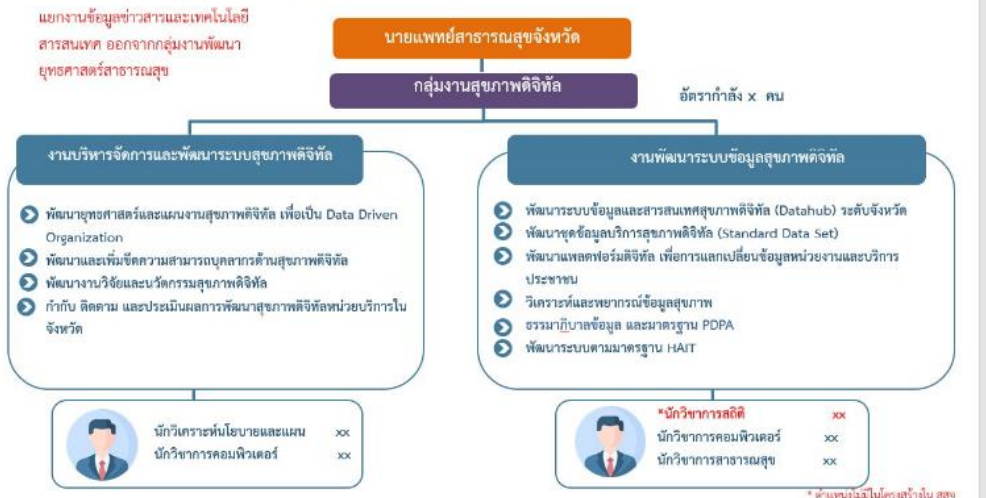 แยกงานข้อมูลข่าวสารและเทคโนโลยี
สารสนเทศ ออกจากกลุ่มงานพัฒนา
ยุทธศาสตร์สาธารณสุข
นายแพทย์สาธารณสุขจังหวัด
กลุ่มงานสุขภาพดิจิทัล
อัตรากำลัง x คน
งานบริหารจัดการและพัฒนาระบบสุขภาพดิจิทัล
พัฒนายุทธศาสตร์และแผนงานสุขภาพดิจิทัล เพื่อเป็น Data Driven
Organization
พัฒนาและเพิ่มขีดความสามารถบุคลากรด้านสุขภาพดิจิทัล
พัฒนางานวิจัยและนวัตกรรมสุขภาพดิจิทัล
กำกับ ติดตาม และประเมินผลการพัฒนาสุขภาพดิจิทัลหน่วยบริการใน
จังหวัด
นักวิเคราะห์นโยบายและแผน xx
นักวิชาการคอมพิวเตอร์ xx
งานพัฒนาระบบข้อมูลสุขภาพดิจิทัล
พัฒนาระบบข้อมูลและสารสนเทศสุขภาพดิจิทัล (Datahub) ระดับจังหวัด
พัฒนาชุดข้อมูลบริการสุขภาพดิจิทัล (Standard Data Set)
พัฒนาแพลตฟอร์มดิจิทัล เพื่อการแลกเปลี่ยนข้อมูลหน่วยงานและบริการ
ประชาชน
วิเคราะห์และพยากรณ์ข้อมูลสุขภาพ
ธรรมาภิบาลข้อมูล และมาตรฐาน PDPA
พัฒนาระบบตามมาตรฐาน HAIT
*นักวิชาการสถิติ xx
นักวิชาการคอมพิวเตอร์ xx
นักวิชาการสาธารณสุข xx
* ตำแหน่งไม่มีในโครงสร้างใน สสจ